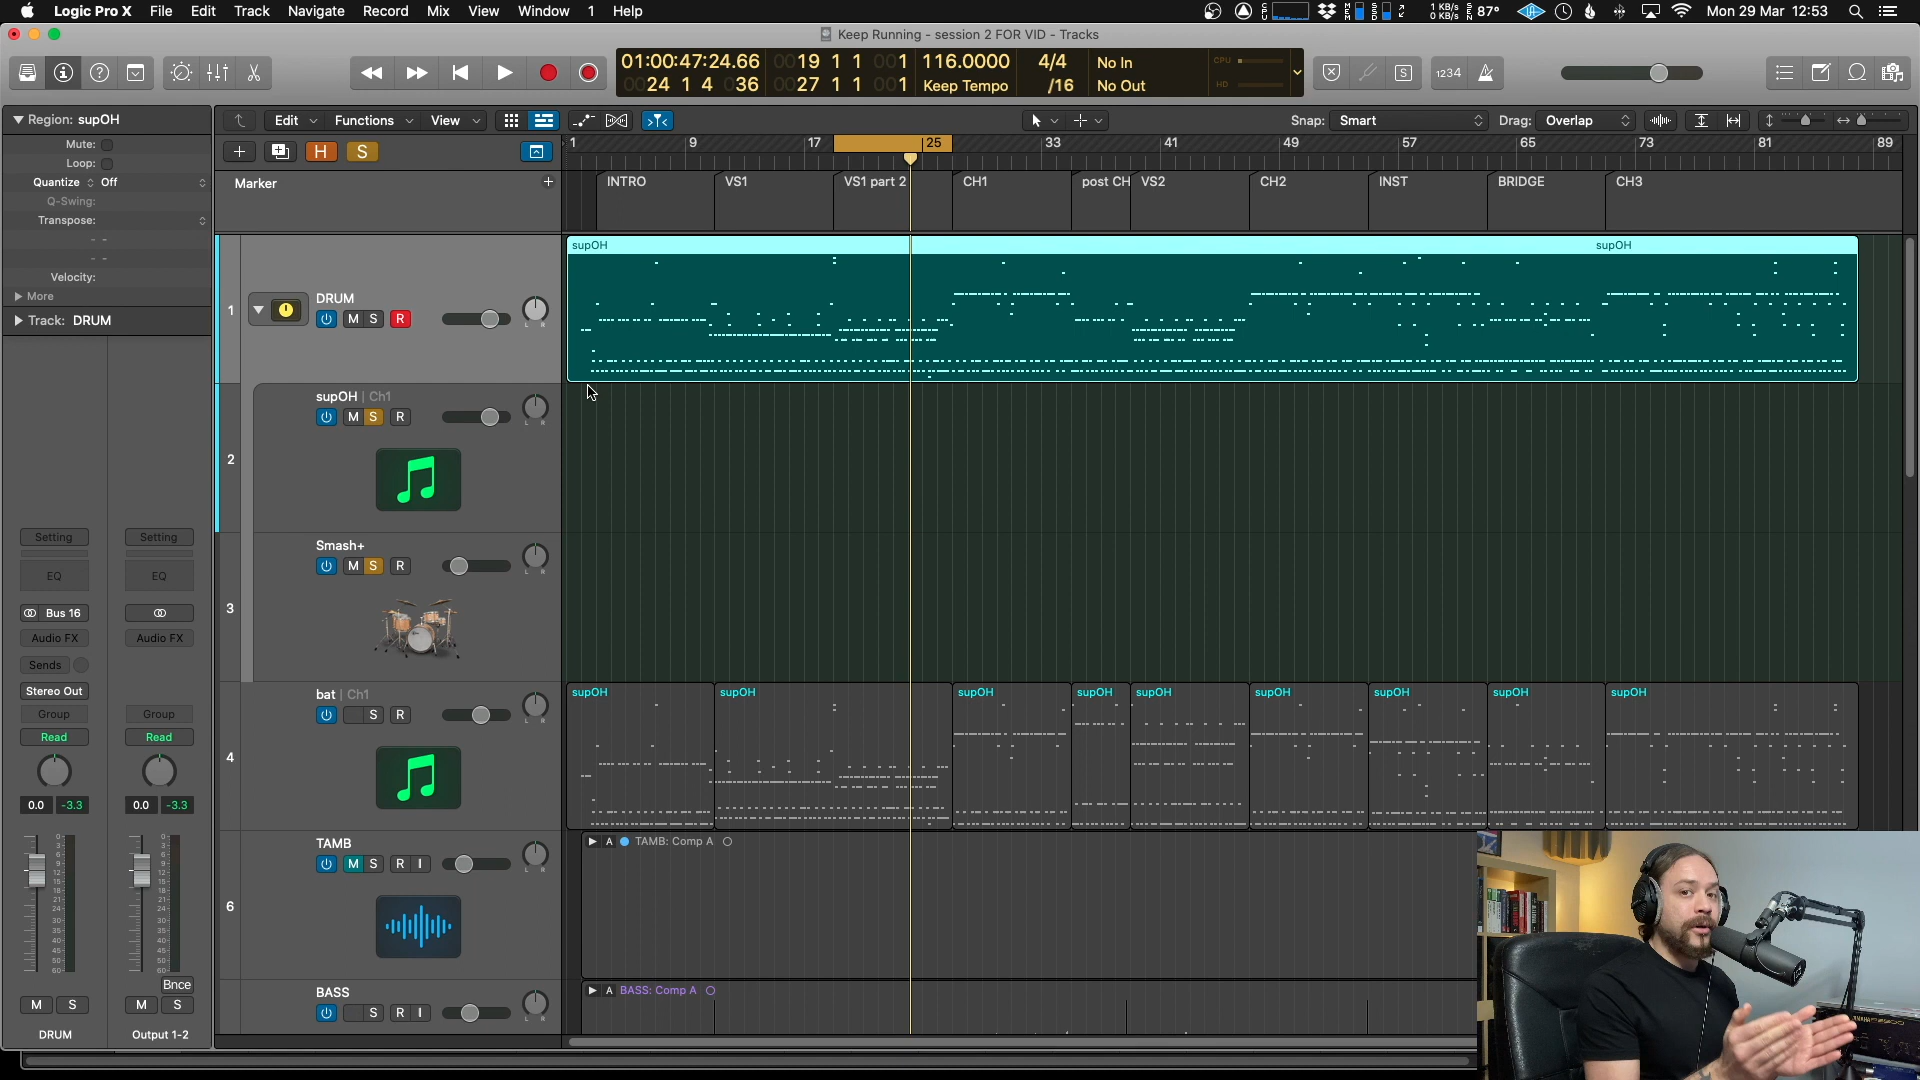 Logic Pro X File Edit Track Navigate Record Mix View Window 1 Help
87° Mon 29 Mar 12:53
Keep Running - session 2 FOR VID - Tracks
01:00:47:24.66 0019 1 1 001 116.0000 4/4 No In
0024 1 4 036 0027 1 1 001 Keep Tempo /16 No Out
CPU
HD
1234
Region: supOH
Mute:
Loop:
Quantize Off
Q-Swing:
Transpose:
Velocity:
More
Track: DRUM
Edit Functions View
Snap: Smart Drag: Overlap
H S
1 9 17 25 33 41 49 57 65 73 81 89
Marker
INTRO VS1 VS1 part 2 CH1 post CH VS2 CH2 INST BRIDGE CH3
1 DRUM
M S R
supOH supOH
2 supOH | Ch1
M S R
3 Smash+
M S R
4 bat | Ch1
S R
supOH supOH supOH supOH supOH supOH supOH supOH supOH
6 TAMB
M S R I
A TAMB: Comp A
BASS
S R I
A BASS: Comp A
Setting Setting
EQ EQ
Bus 16
Audio FX Audio FX
Sends
Stereo Out
Group Group
Read Read
0.0 -3.3 0.0 -3.3
Bnce
M S M S
DRUM Output 1-2
YAMAHA